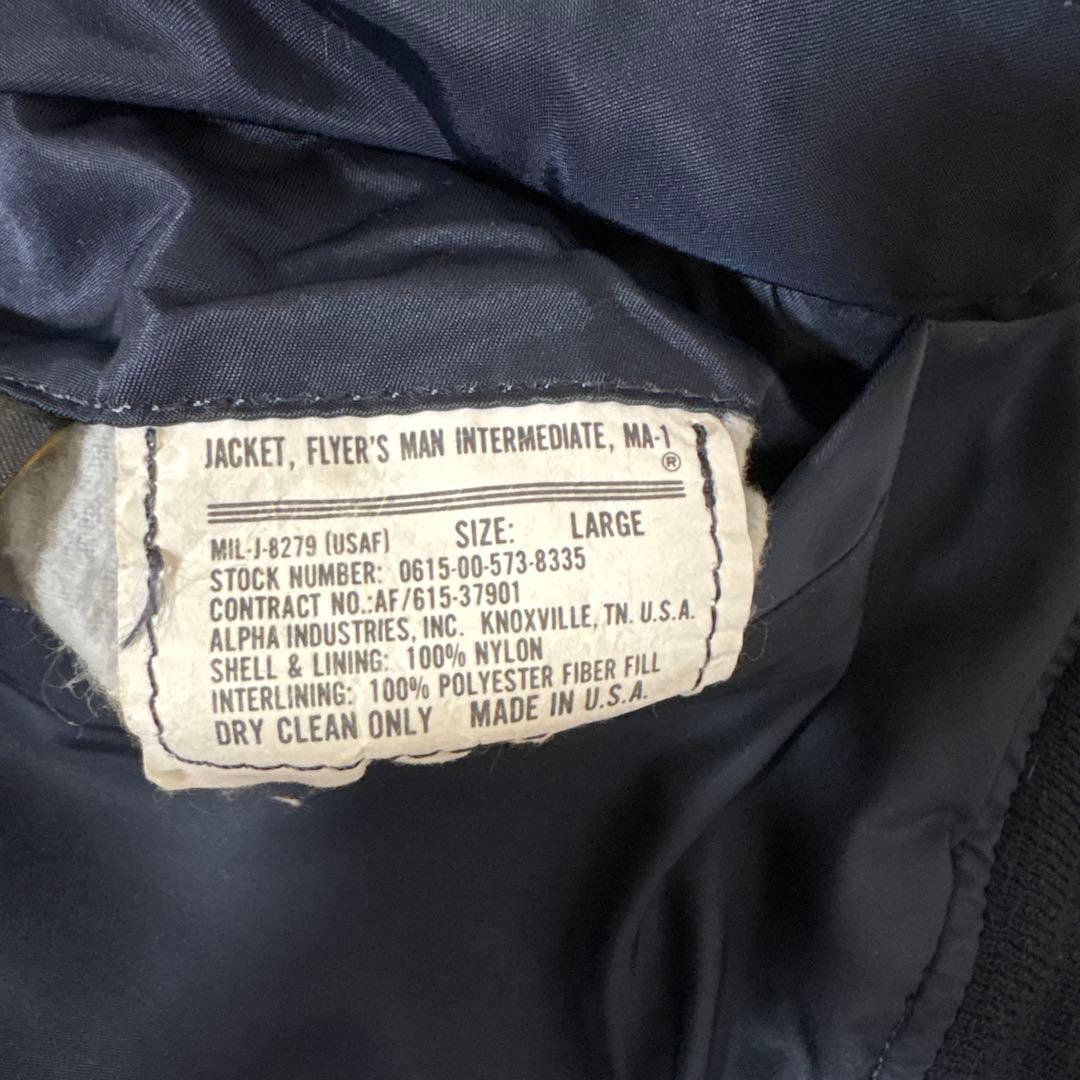 JACKET, FLYER'S MAN INTERMEDIATE, MA-1
®
MIL-J-8279 (USAF) SIZE: LARGE
STOCK NUMBER: 0615-00-573-8335
CONTRACT NO.:AF/615-37901
ALPHA INDUSTRIES, INC. KNOXVILLE, TN. U.S.A.
SHELL & LINING: 100% NYLON
INTERLINING: 100% POLYESTER FIBER FILL
DRY CLEAN ONLY MADE IN U.S.A.